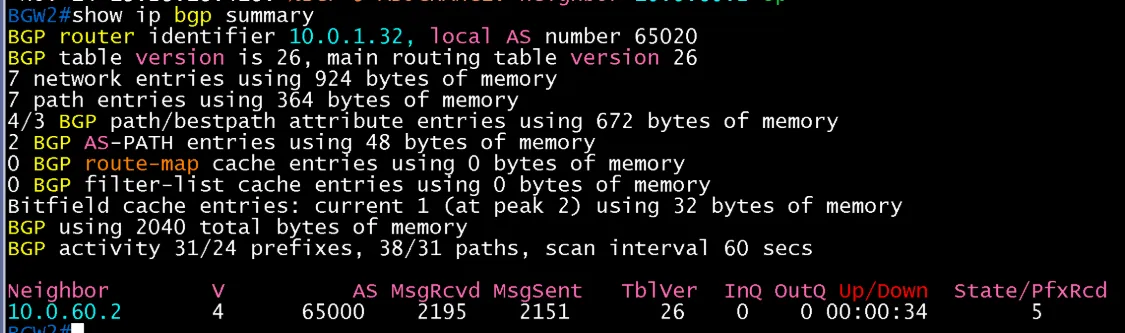 BGW2#show ip bgp summary
BGP router identifier 10.0.1.32, local AS number 65020
BGP table version is 26, main routing table version 26
7 network entries using 924 bytes of memory
7 path entries using 364 bytes of memory
4/3 BGP path/bestpath attribute entries using 672 bytes of memory
2 BGP AS-PATH entries using 48 bytes of memory
0 BGP route-map cache entries using 0 bytes of memory
0 BGP filter-list cache entries using 0 bytes of memory
Bitfield cache entries: current 1 (at peak 2) using 32 bytes of memory
BGP using 2040 total bytes of memory
BGP activity 31/24 prefixes, 38/31 paths, scan interval 60 secs
Neighbor V AS MsgRcvd MsgSent TblVer InQ OutQ Up/Down State/PfxRcd
10.0.60.2 4 65000 2195 2151 26 0 0 00:00:34 5
BGW2#